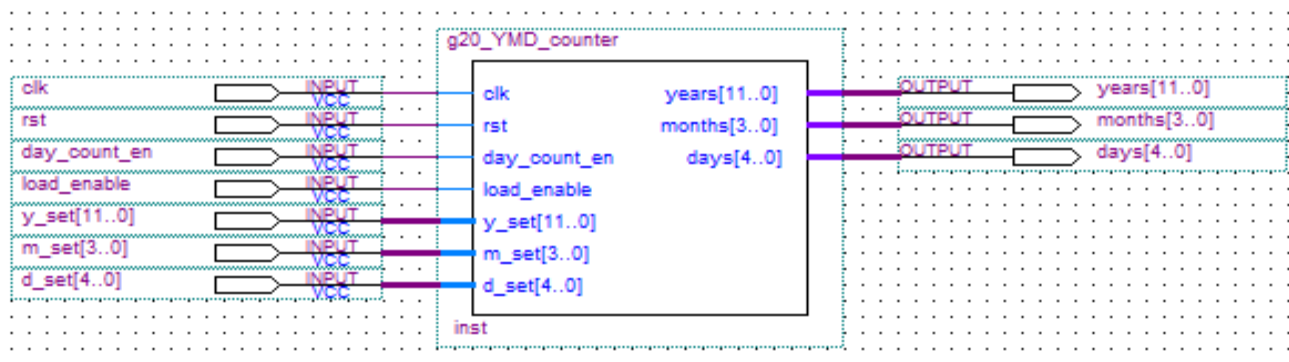 g20_YMD_counter
clk INPUT VCC clk years[11..0] OUTPUT years[11..0]
rst INPUT VCC rst months[3..0] OUTPUT months[3..0]
day_count_en INPUT VCC day_count_en days[4..0] OUTPUT days[4..0]
load_enable INPUT VCC load_enable
y_set[11..0] INPUT VCC y_set[11..0]
m_set[3..0] INPUT VCC m_set[3..0]
d_set[4..0] INPUT VCC d_set[4..0]
inst